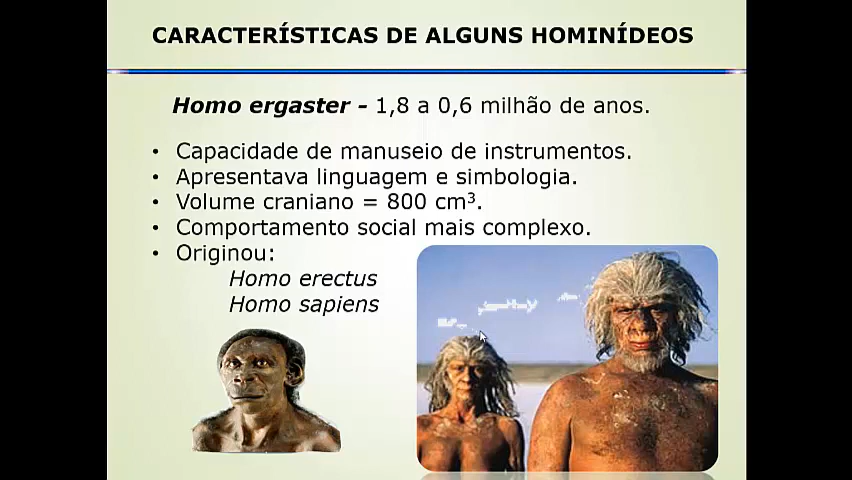 CARACTERÍSTICAS DE ALGUNS HOMINÍDEOS
Homo ergaster - 1,8 a 0,6 milhão de anos.
• Capacidade de manuseio de instrumentos.
• Apresentava linguagem e simbologia.
• Volume craniano = 800 cm³.
• Comportamento social mais complexo.
• Originou:
Homo erectus
Homo sapiens